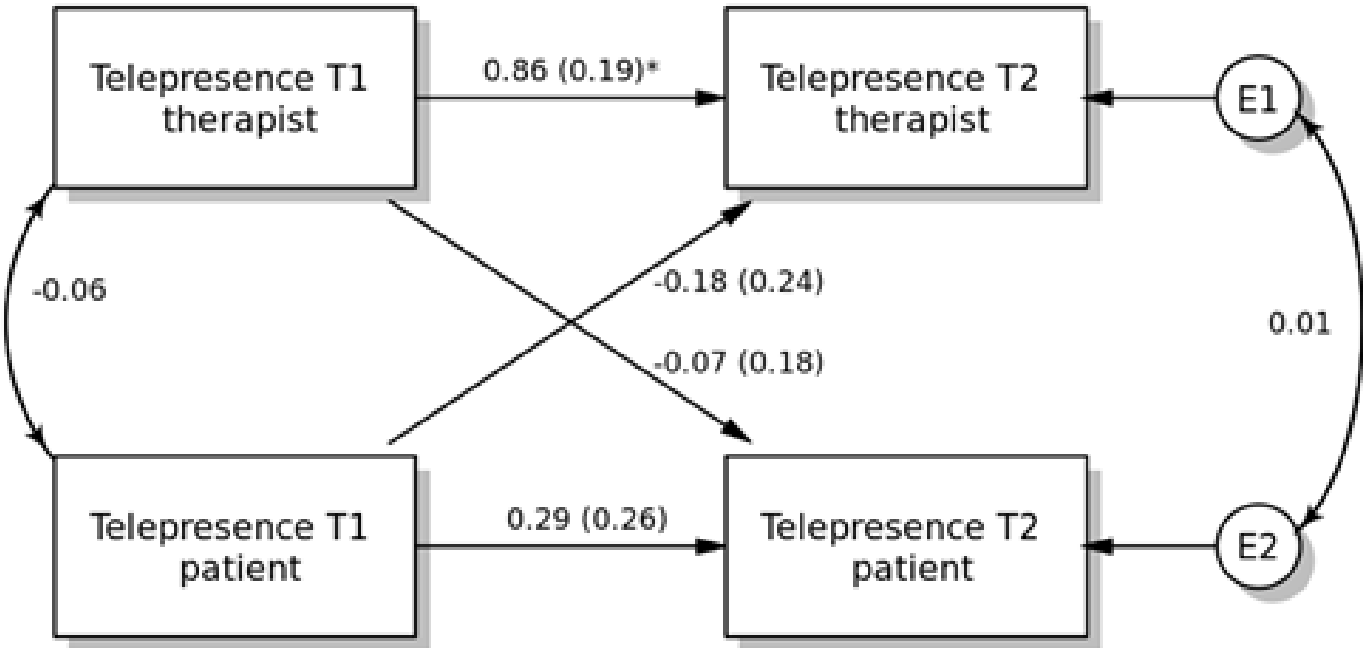 Telepresence T1
therapist
0.86 (0.19)*
Telepresence T2
therapist
E1
-0.06
-0.18 (0.24)
0.01
-0.07 (0.18)
Telepresence T1
patient
0.29 (0.26)
Telepresence T2
patient
E2